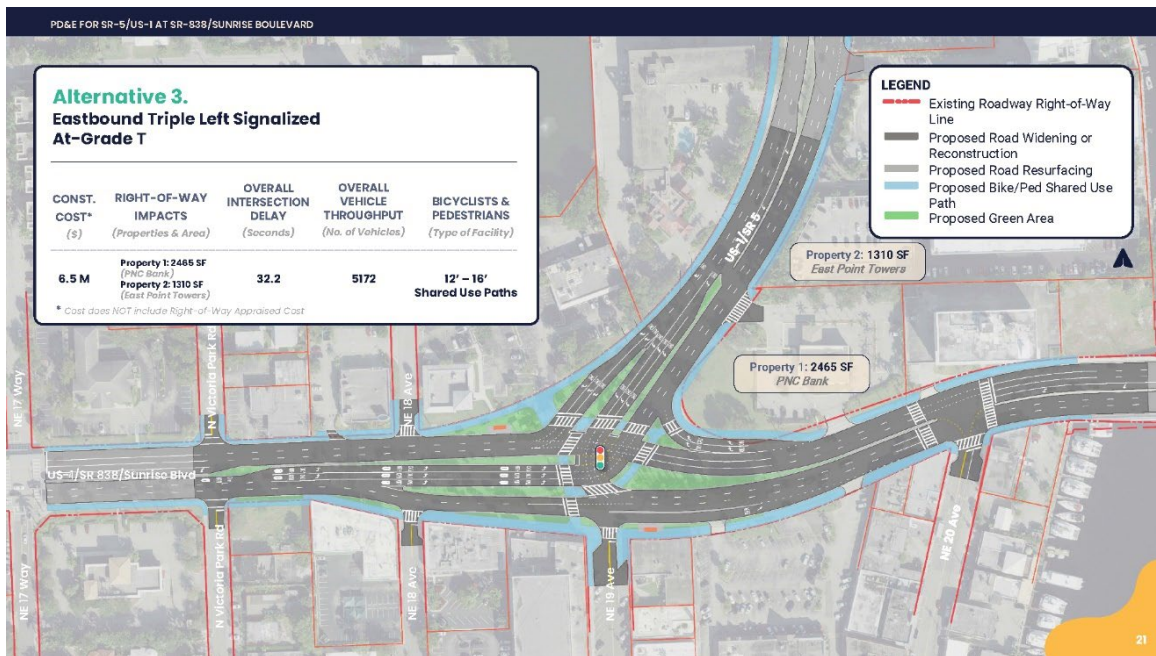 PD&E FOR SR-5/US-1 AT SR-838/SUNRISE BOULEVARD
Alternative 3.
Eastbound Triple Left Signalized
At-Grade T
CONST.
COST*
($)
RIGHT-OF-WAY
IMPACTS
(Properties & Area)
OVERALL
INTERSECTION
DELAY
(Seconds)
OVERALL
VEHICLE
THROUGHPUT
(No. of Vehicles)
BICYCLISTS &
PEDESTRIANS
(Type of Facility)
6.5 M
Property 1: 2465 SF
(PNC Bank)
Property 2: 1310 SF
(East Point Towers)
32.2
5172
12’ – 16’
Shared Use Paths
* Cost does NOT include Right-of-Way Appraised Cost
LEGEND
Existing Roadway Right-of-Way
Line
Proposed Road Widening or
Reconstruction
Proposed Road Resurfacing
Proposed Bike/Ped Shared Use
Path
Proposed Green Area
US-1/SR 5
Property 2: 1310 SF
East Point Towers
Property 1: 2465 SF
PNC Bank
NE 17 Way
N Victoria Park Rd
NE 18 Ave
US-1/SR 838/Sunrise Blvd
NE 17 Way
N Victoria Park Rd
NE 18 Ave
NE 19 Ave
NE 20 Ave
21